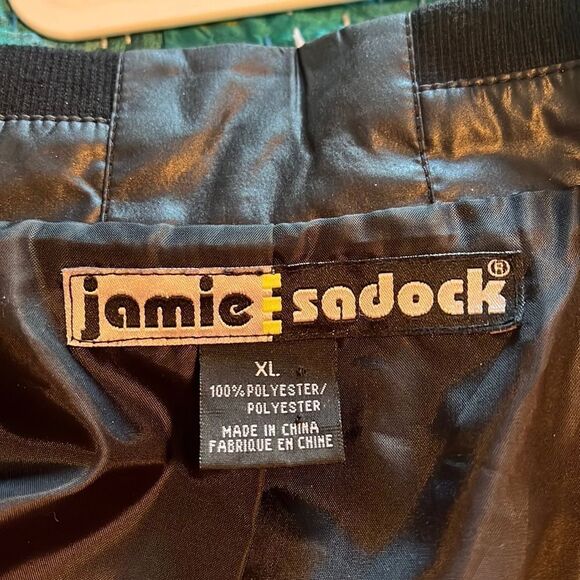 jamie sadock®
XL
100% POLYESTER/
POLYESTER
MADE IN CHINA
FABRIQUE EN CHINE